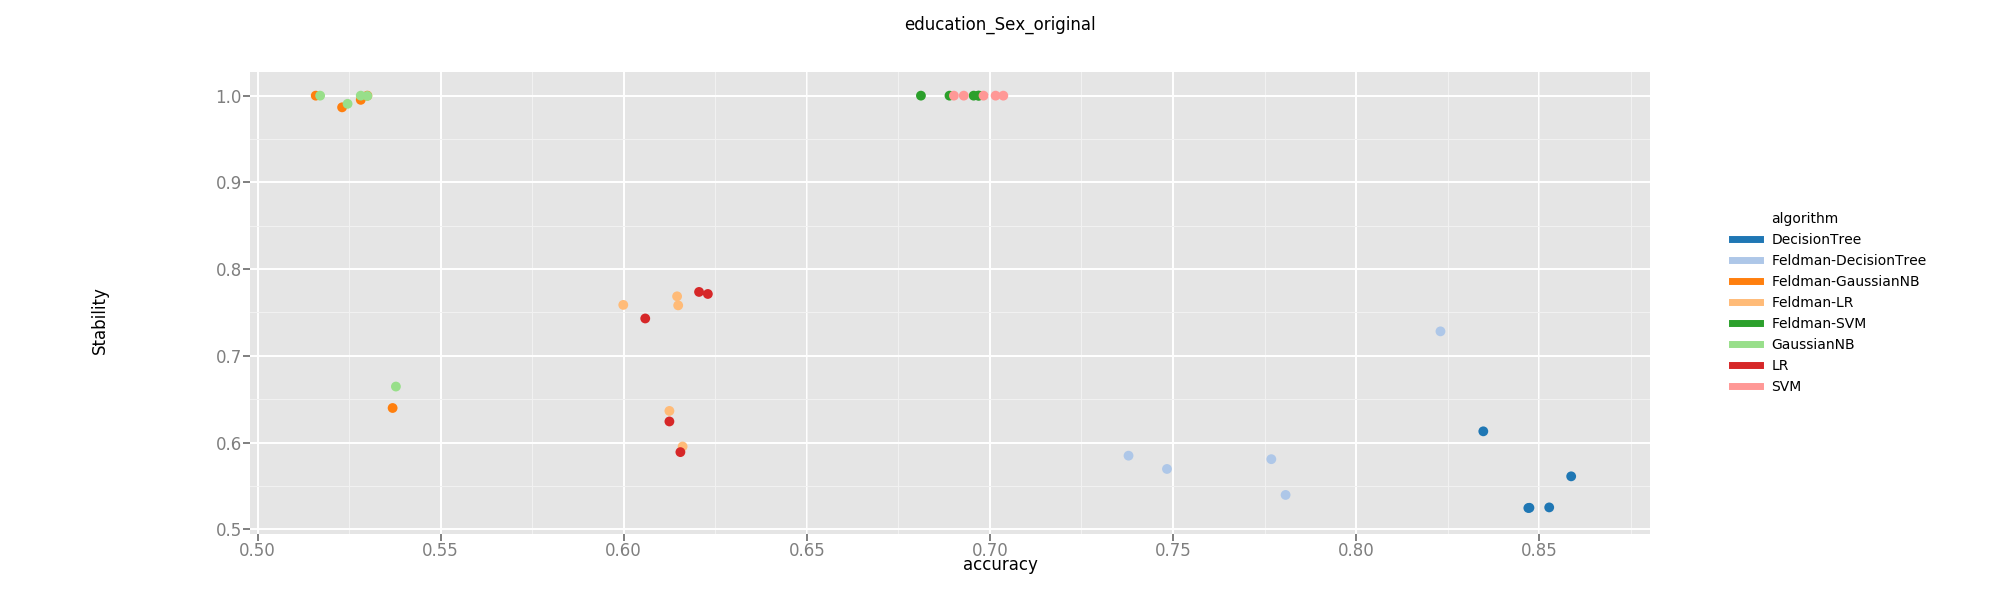 education_Sex_original
1.0
0.9
0.8
0.7
0.6
0.5
Stability
0.50 0.55 0.60 0.65 0.70 0.75 0.80 0.85
accuracy
algorithm
DecisionTree
Feldman-DecisionTree
Feldman-GaussianNB
Feldman-LR
Feldman-SVM
GaussianNB
LR
SVM